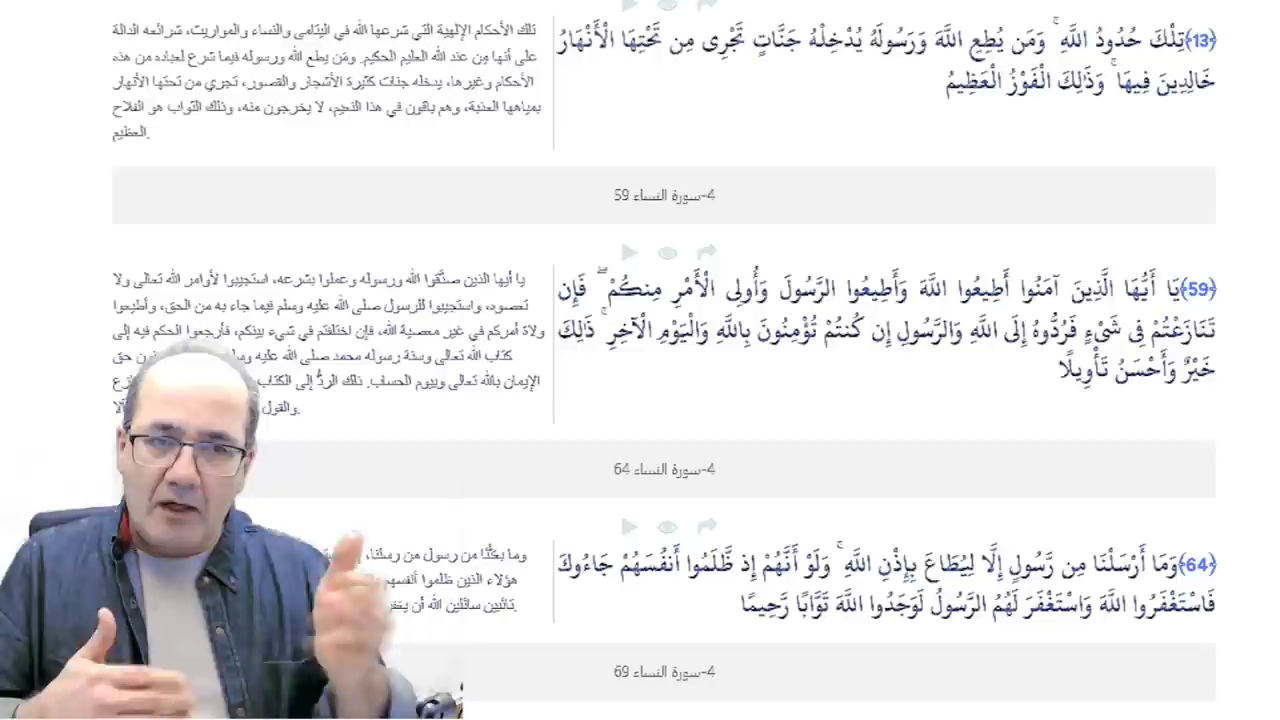 ﴿13﴾تِلْكَ حُدُودُ اللَّهِ ۚ وَمَن يُطِعِ اللَّهَ وَرَسُولَهُ يُدْخِلْهُ جَنَّاتٍ تَجْرِى مِن تَحْتِهَا الْأَنْهَارُ
خَالِدِينَ فِيهَا ۚ وَذَٰلِكَ الْفَوْزُ الْعَظِيمُ
تلك الأحكام الإلهية التي شرعها الله في اليتامى والنساء والمواريث، شرائعه الدالة
على أنها مِن عند الله العليم الحكيم. ومَن يطع الله ورسوله فيما شرع لعباده من هذه
الأحكام وغيرها، يدخله جنات كثيرة الأشجار والقصور، تجري من تحتها الأنهار
بمياهها العذبة، وهم باقون في هذا النعيم، لا يخرجون منه، وذلك الثواب هو الفلاح
العظيم.
4-سورة النساء 59
﴿59﴾يَا أَيُّهَا الَّذِينَ آمَنُوا أَطِيعُوا اللَّهَ وَأَطِيعُوا الرَّسُولَ وَأُولِى الْأَمْرِ مِنكُمْ ۖ فَإِن
تَنَازَعْتُمْ فِى شَىْءٍ فَرُدُّوهُ إِلَى اللَّهِ وَالرَّسُولِ إِن كُنتُمْ تُؤْمِنُونَ بِاللَّهِ وَالْيَوْمِ الْآخِرِ ۚ ذَٰلِكَ
خَيْرٌ وَأَحْسَنُ تَأْوِيلًا
يا أيها الذين صدَّقوا الله ورسوله وعملوا بشرعه، استجيبوا لأوامر الله تعالى ولا
تعصوه، واستجيبوا للرسول صلى الله عليه وسلم فيما جاء به من الحق، وأطيعوا
ولاة أمركم في غير معصية الله، فإن اختلفتم في شيء بينكم، فأرجعوا الحكم فيه إلى
كتاب الله تعالى وسنة رسوله محمد صلى الله عليه حق
الإيمان بالله تعالى وبيوم الحساب. ذلك الردُّ إلى الكتاب
والقول
4-سورة النساء 64
﴿64﴾وَمَا أَرْسَلْنَا مِن رَّسُولٍ إِلَّا لِيُطَاعَ بِإِذْنِ اللَّهِ ۚ وَلَوْ أَنَّهُمْ إِذ ظَّلَمُوا أَنفُسَهُمْ جَاءُوكَ
فَاسْتَغْفَرُوا اللَّهَ وَاسْتَغْفَرَ لَهُمُ الرَّسُولُ لَوَجَدُوا اللَّهَ تَوَّابًا رَّحِيمًا
وما بعثْنَا من رسول من رسلنا،
هؤلاء الذين ظلموا أنفسهم
تائبين سائلين الله أن
4-سورة النساء 69